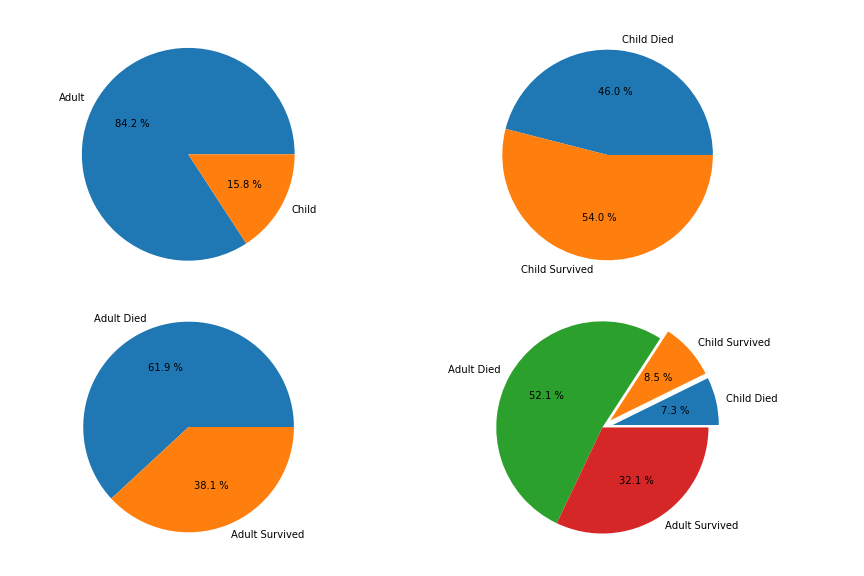 Adult
84.2 %
15.8 %
Child
Child Died
46.0 %
54.0 %
Child Survived
Adult Died
61.9 %
38.1 %
Adult Survived
Child Survived
Adult Died
8.5 %
52.1 %
Child Died
7.3 %
32.1 %
Adult Survived